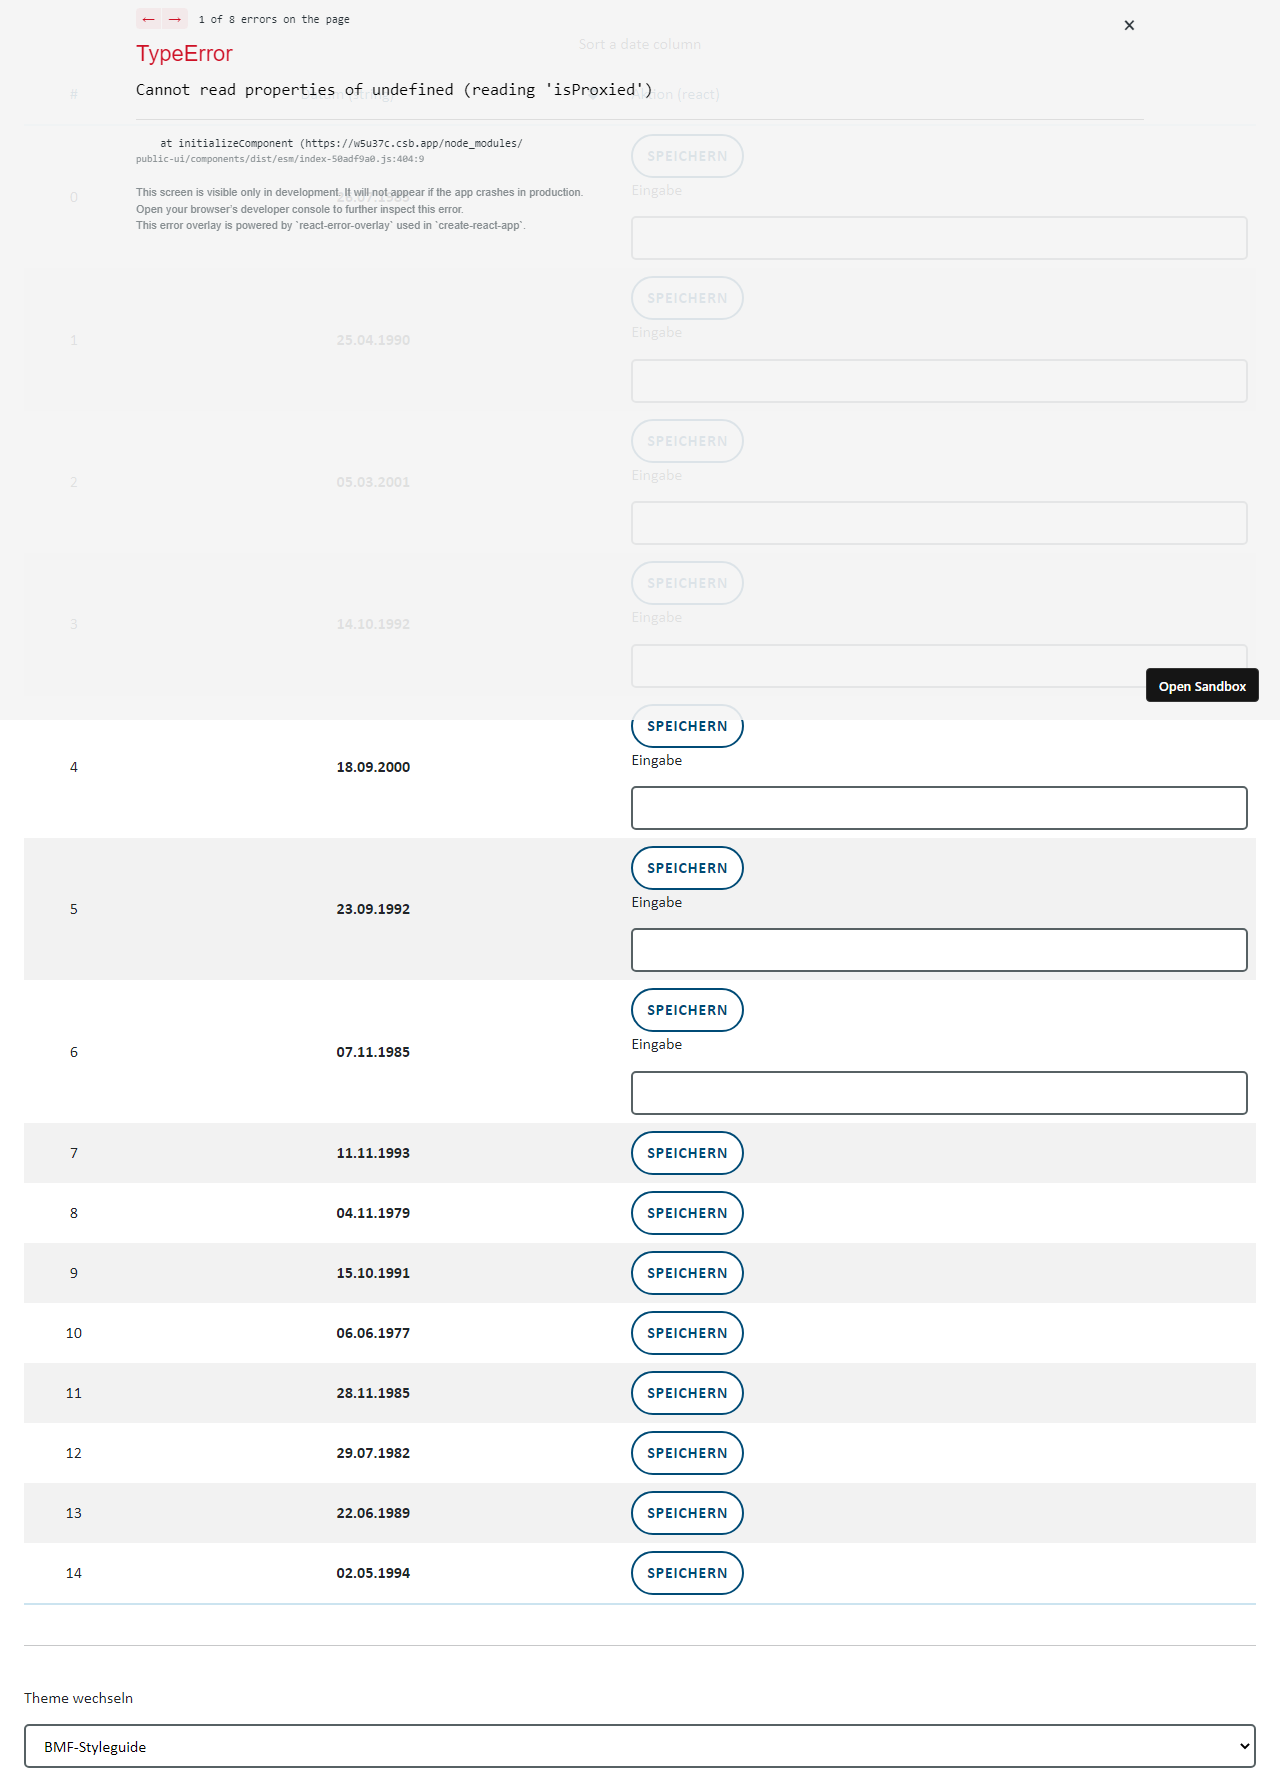 ← → 1 of 8 errors on the page
×
Sort a date column
TypeError
Cannot read properties of undefined (reading 'isProxied')
# Datum (string) Aktion (react)
at initializeComponent (https://w5u37c.csb.app/node_modules/
public-ui/components/dist/esm/index-50adf9a0.js:404:9
This screen is visible only in development. It will not appear if the app crashes in production.
Open your browser's developer console to further inspect this error.
This error overlay is powered by `react-error-overlay` used in `create-react-app`.
SPEICHERN
0 26.07.1985 Eingabe
SPEICHERN
1 25.04.1990 Eingabe
SPEICHERN
2 05.03.2001 Eingabe
SPEICHERN
3 14.10.1992 Eingabe
Open Sandbox
SPEICHERN
4 18.09.2000 Eingabe
SPEICHERN
5 23.09.1992 Eingabe
SPEICHERN
6 07.11.1985 Eingabe
7 11.11.1993 SPEICHERN
8 04.11.1979 SPEICHERN
9 15.10.1991 SPEICHERN
10 06.06.1977 SPEICHERN
11 28.11.1985 SPEICHERN
12 29.07.1982 SPEICHERN
13 22.06.1989 SPEICHERN
14 02.05.1994 SPEICHERN
Theme wechseln
BMF-Styleguide